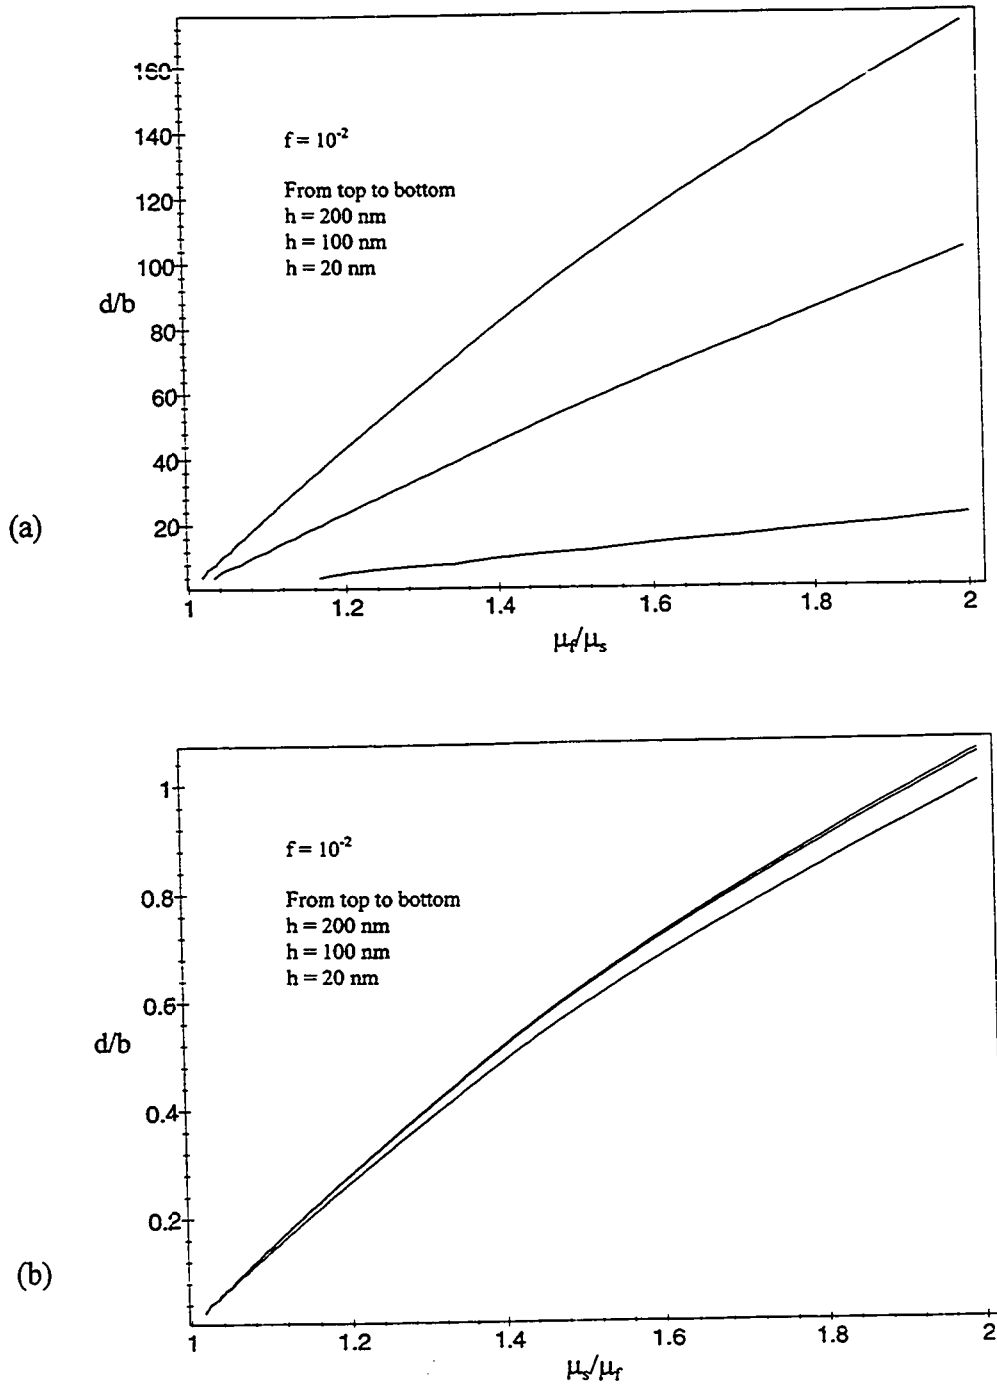 160
140
120
100
80
60
40
20
d/b
f = 10⁻²
From top to bottom
h = 200 nm
h = 100 nm
h = 20 nm
(a)
1 1.2 1.4 1.6 1.8 2
μf/μs
1
0.8
0.6
0.4
0.2
d/b
f = 10⁻²
From top to bottom
h = 200 nm
h = 100 nm
h = 20 nm
(b)
1 1.2 1.4 1.6 1.8 2
μs/μf